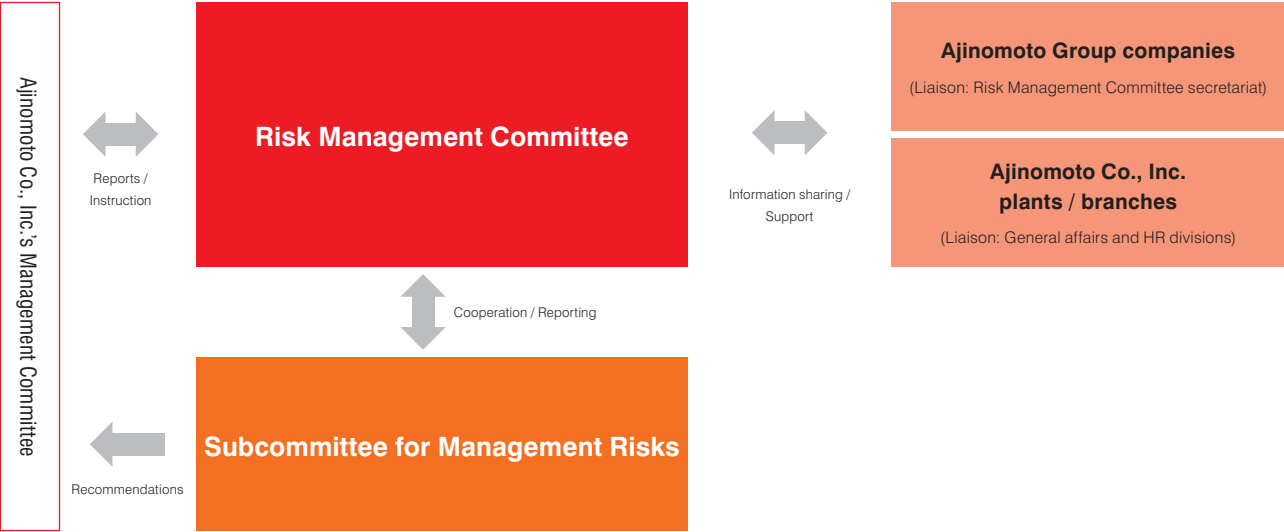 Ajinomoto Co., Inc.'s Management Committee
Reports /
Instruction
Risk Management Committee
Information sharing /
Support
Ajinomoto Group companies
(Liaison: Risk Management Committee secretariat)
Ajinomoto Co., Inc.
plants / branches
(Liaison: General affairs and HR divisions)
Cooperation / Reporting
Subcommittee for Management Risks
Recommendations